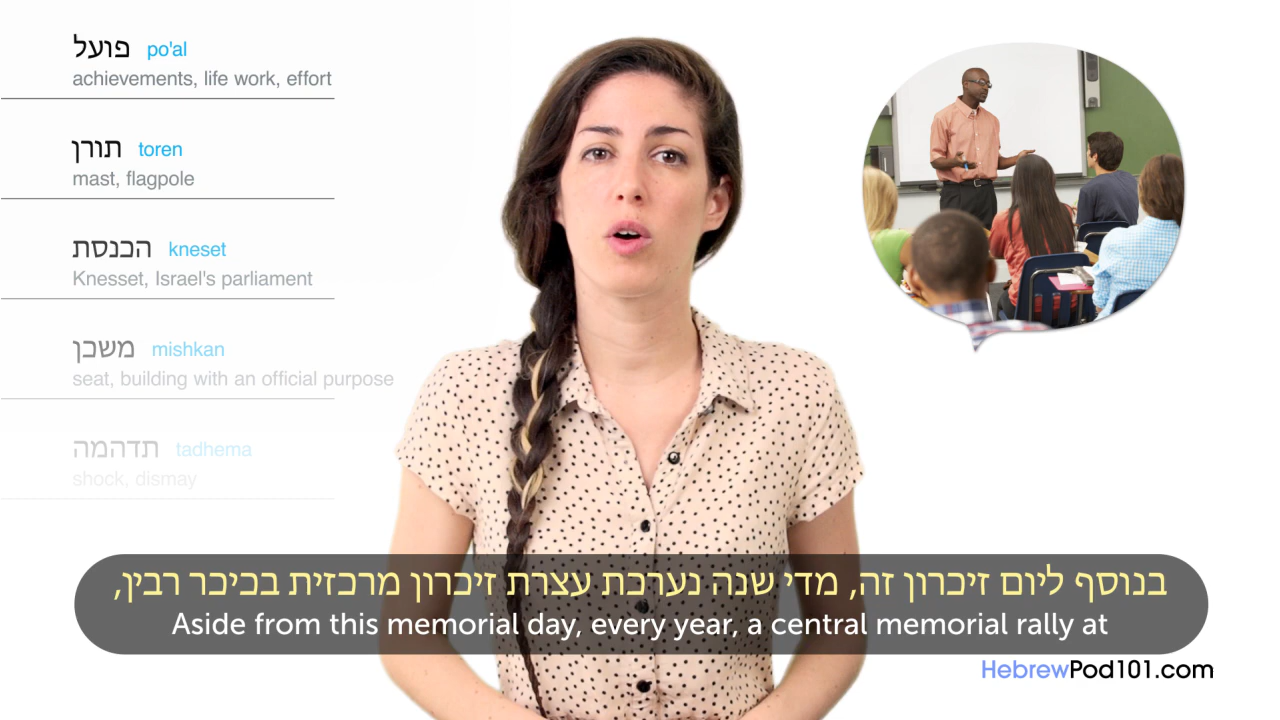 פועל po'al
achievements, life work, effort
תורן toren
mast, flagpole
הכנסת kneset
Knesset, Israel's parliament
משכן mishkan
seat, building with an official purpose
תדהמה tadhema
shock, dismay
בנוסף ליום זיכרון זה, מדי שנה נערכת עצרת זיכרון מרכזית בכיכר רבין,
Aside from this memorial day, every year, a central memorial rally at
HebrewPod101.com